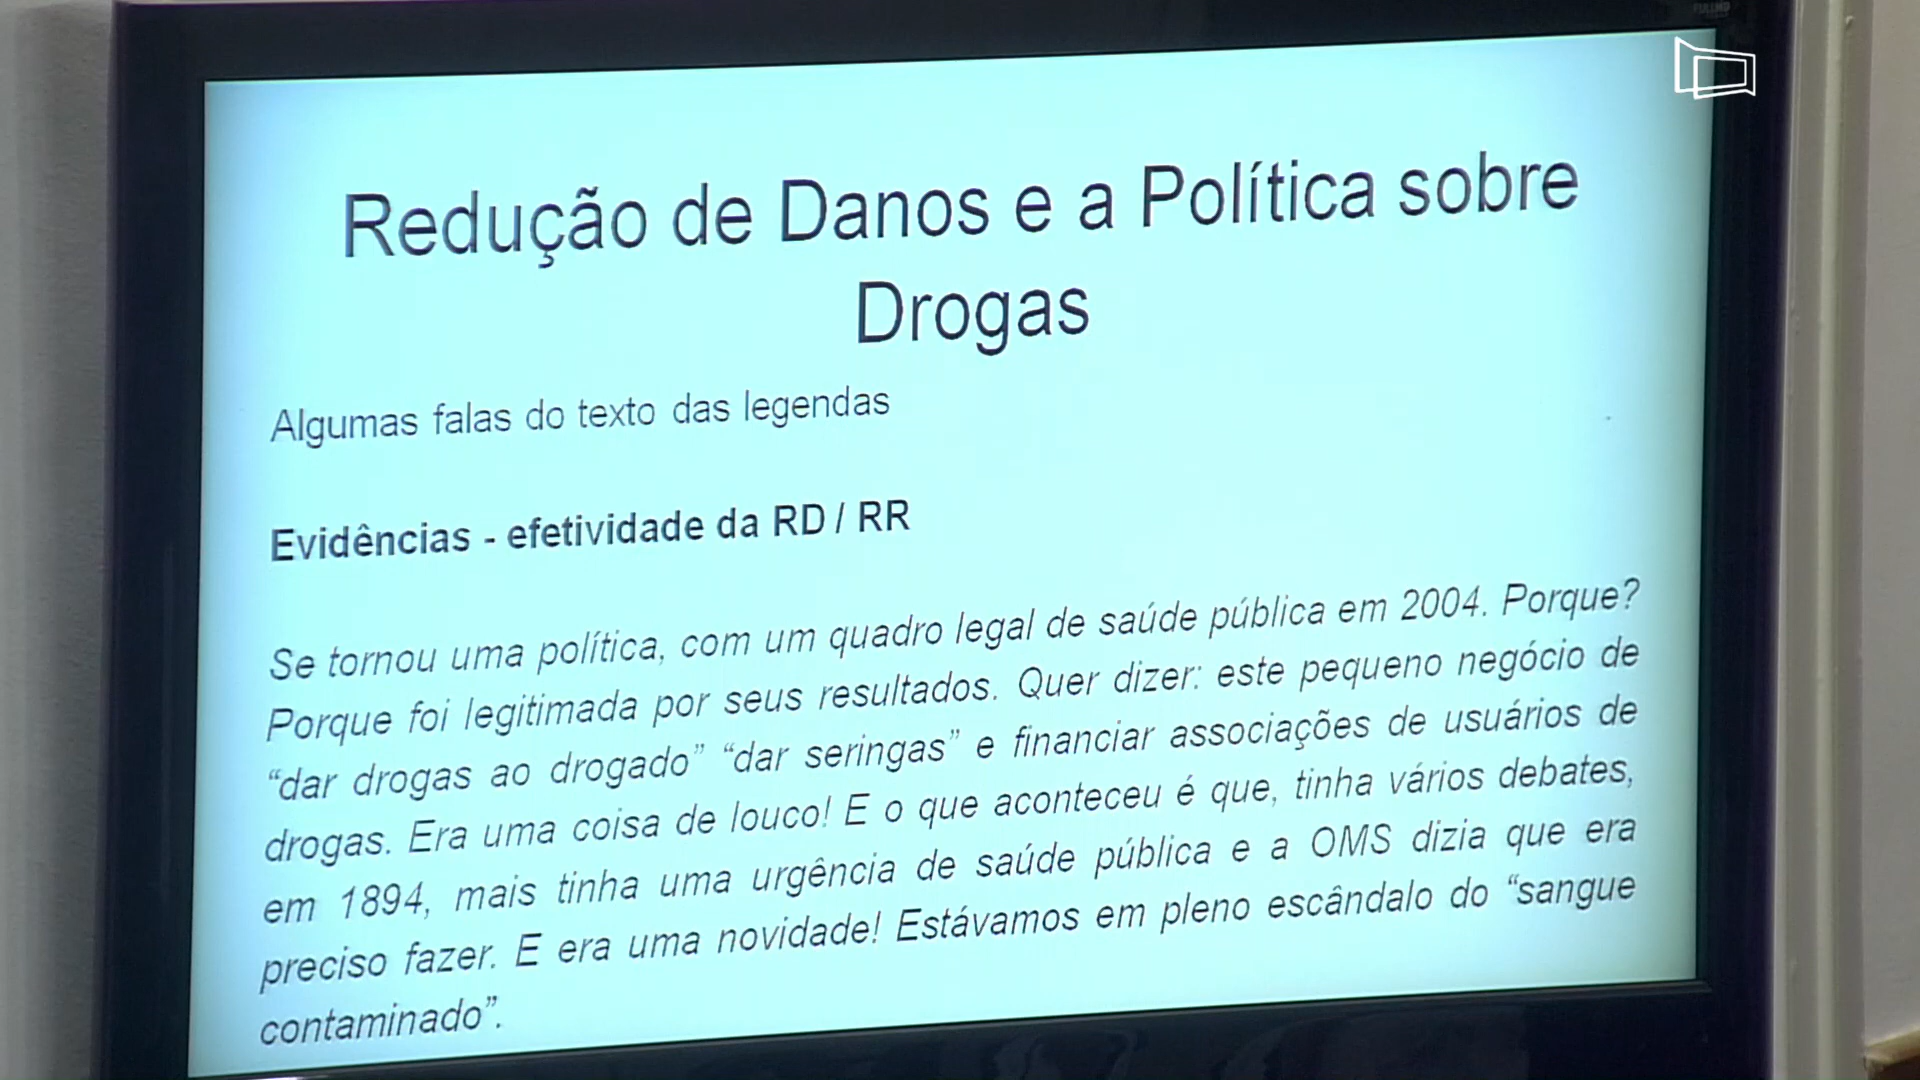 Redução de Danos e a Política sobre
Drogas
Algumas falas do texto das legendas
Evidências - efetividade da RD / RR
Se tornou uma política, com um quadro legal de saúde pública em 2004. Porque?
Porque foi legitimada por seus resultados. Quer dizer: este pequeno negócio de
“dar drogas ao drogado” “dar seringas” e financiar associações de usuários de
drogas. Era uma coisa de louco! E o que aconteceu é que, tinha vários debates,
em 1894, mais tinha uma urgência de saúde pública e a OMS dizia que era
preciso fazer. E era uma novidade! Estávamos em pleno escândalo do “sangue
contaminado”.